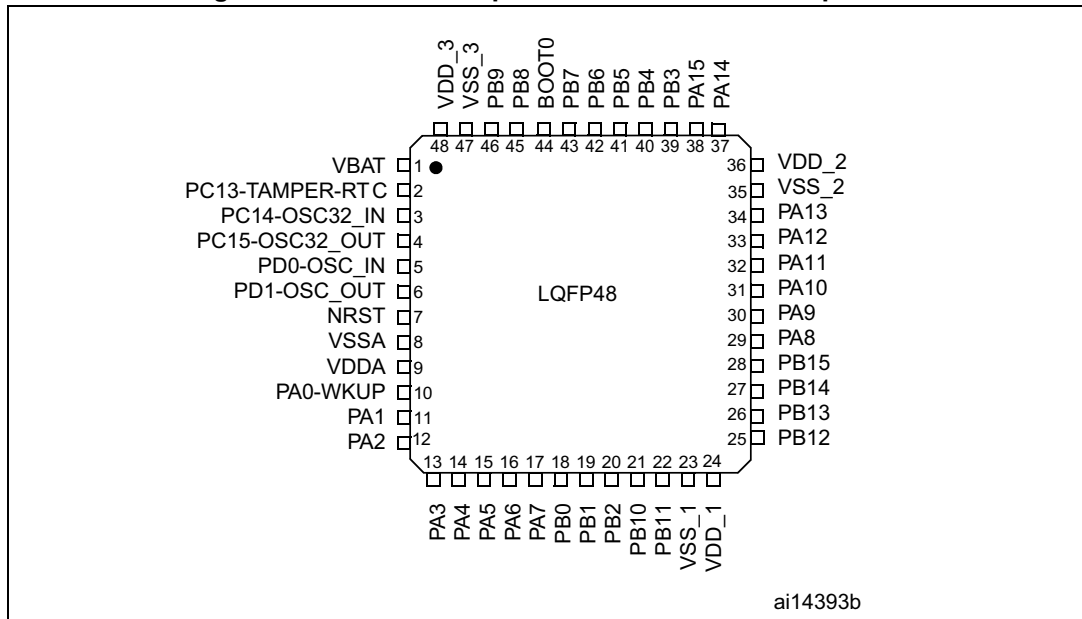 VDD_3
VSS_3
PB9
PB8
BOOT0
PB7
PB6
PB5
PB4
PB3
PA15
PA14
48 47 46 45 44 43 42 41 40 39 38 37
VBAT 1
PC13-TAMPER-RTC 2
PC14-OSC32_IN 3
PC15-OSC32_OUT 4
PD0-OSC_IN 5
PD1-OSC_OUT 6
NRST 7
VSSA 8
VDDA 9
PA0-WKUP 10
PA1 11
PA2 12
LQFP48
36 VDD_2
35 VSS_2
34 PA13
33 PA12
32 PA11
31 PA10
30 PA9
29 PA8
28 PB15
27 PB14
26 PB13
25 PB12
13 14 15 16 17 18 19 20 21 22 23 24
PA3
PA4
PA5
PA6
PA7
PB0
PB1
PB2
PB10
PB11
VSS_1
VDD_1
ai14393b